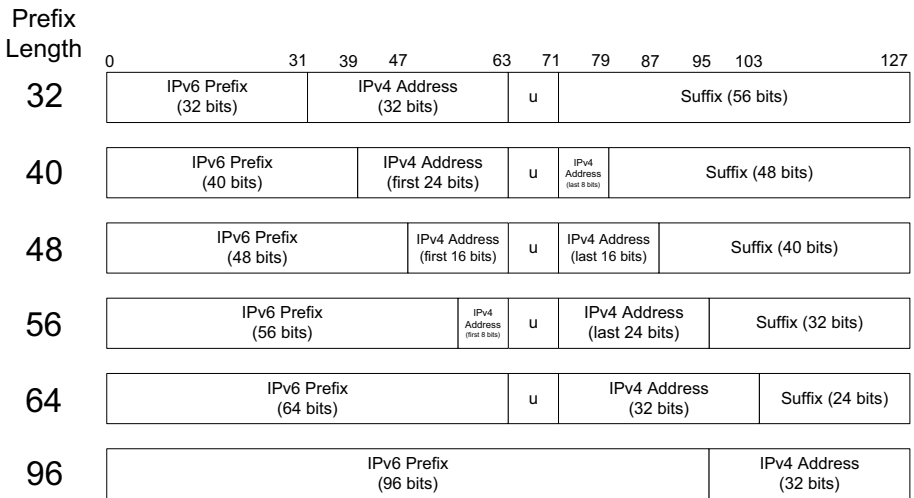 Prefix
Length
0 31 39 47 63 71 79 87 95 103 127
32
IPv6 Prefix
(32 bits)
IPv4 Address
(32 bits)
u
Suffix (56 bits)
40
IPv6 Prefix
(40 bits)
IPv4 Address
(first 24 bits)
u
IPv4
Address
(last 8 bits)
Suffix (48 bits)
48
IPv6 Prefix
(48 bits)
IPv4 Address
(first 16 bits)
u
IPv4 Address
(last 16 bits)
Suffix (40 bits)
56
IPv6 Prefix
(56 bits)
IPv4
Address
(first 8 bits)
u
IPv4 Address
(last 24 bits)
Suffix (32 bits)
64
IPv6 Prefix
(64 bits)
u
IPv4 Address
(32 bits)
Suffix (24 bits)
96
IPv6 Prefix
(96 bits)
IPv4 Address
(32 bits)